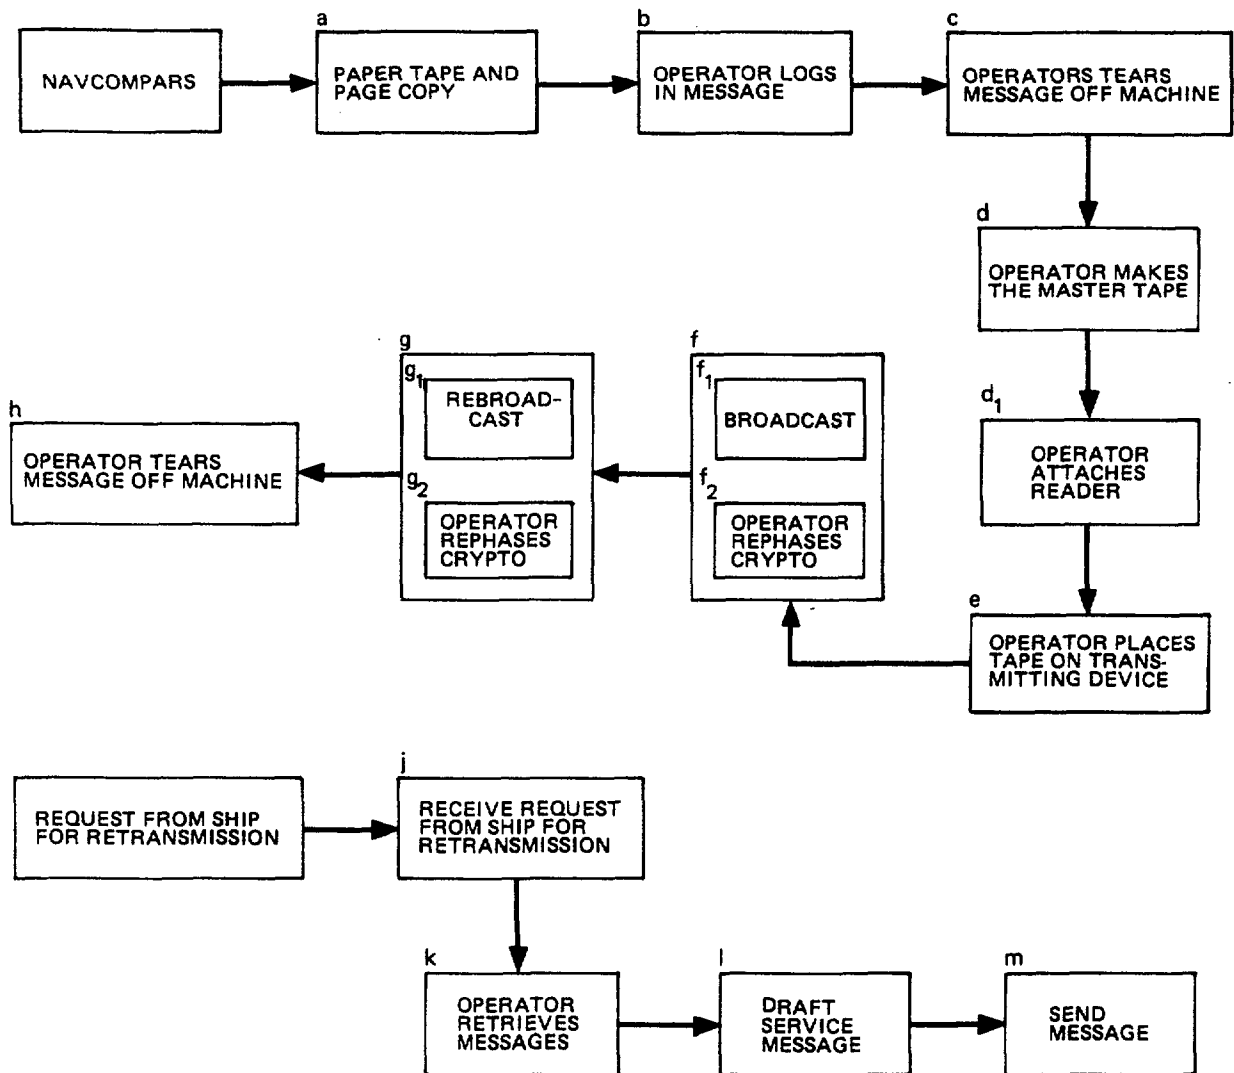 NAVCOMPARS
a
PAPER TAPE AND
PAGE COPY
b
OPERATOR LOGS
IN MESSAGE
c
OPERATORS TEARS
MESSAGE OFF MACHINE
d
OPERATOR MAKES
THE MASTER TAPE
d1
OPERATOR
ATTACHES
READER
e
OPERATOR PLACES
TAPE ON TRANS-
MITTING DEVICE
f
f1
BROADCAST
f2
OPERATOR
REPHASES
CRYPTO
g
g1
REBROAD-
CAST
g2
OPERATOR
REPHASES
CRYPTO
h
OPERATOR TEARS
MESSAGE OFF MACHINE
REQUEST FROM SHIP
FOR RETRANSMISSION
j
RECEIVE REQUEST
FROM SHIP FOR
RETRANSMISSION
k
OPERATOR
RETRIEVES
MESSAGES
l
DRAFT
SERVICE
MESSAGE
m
SEND
MESSAGE